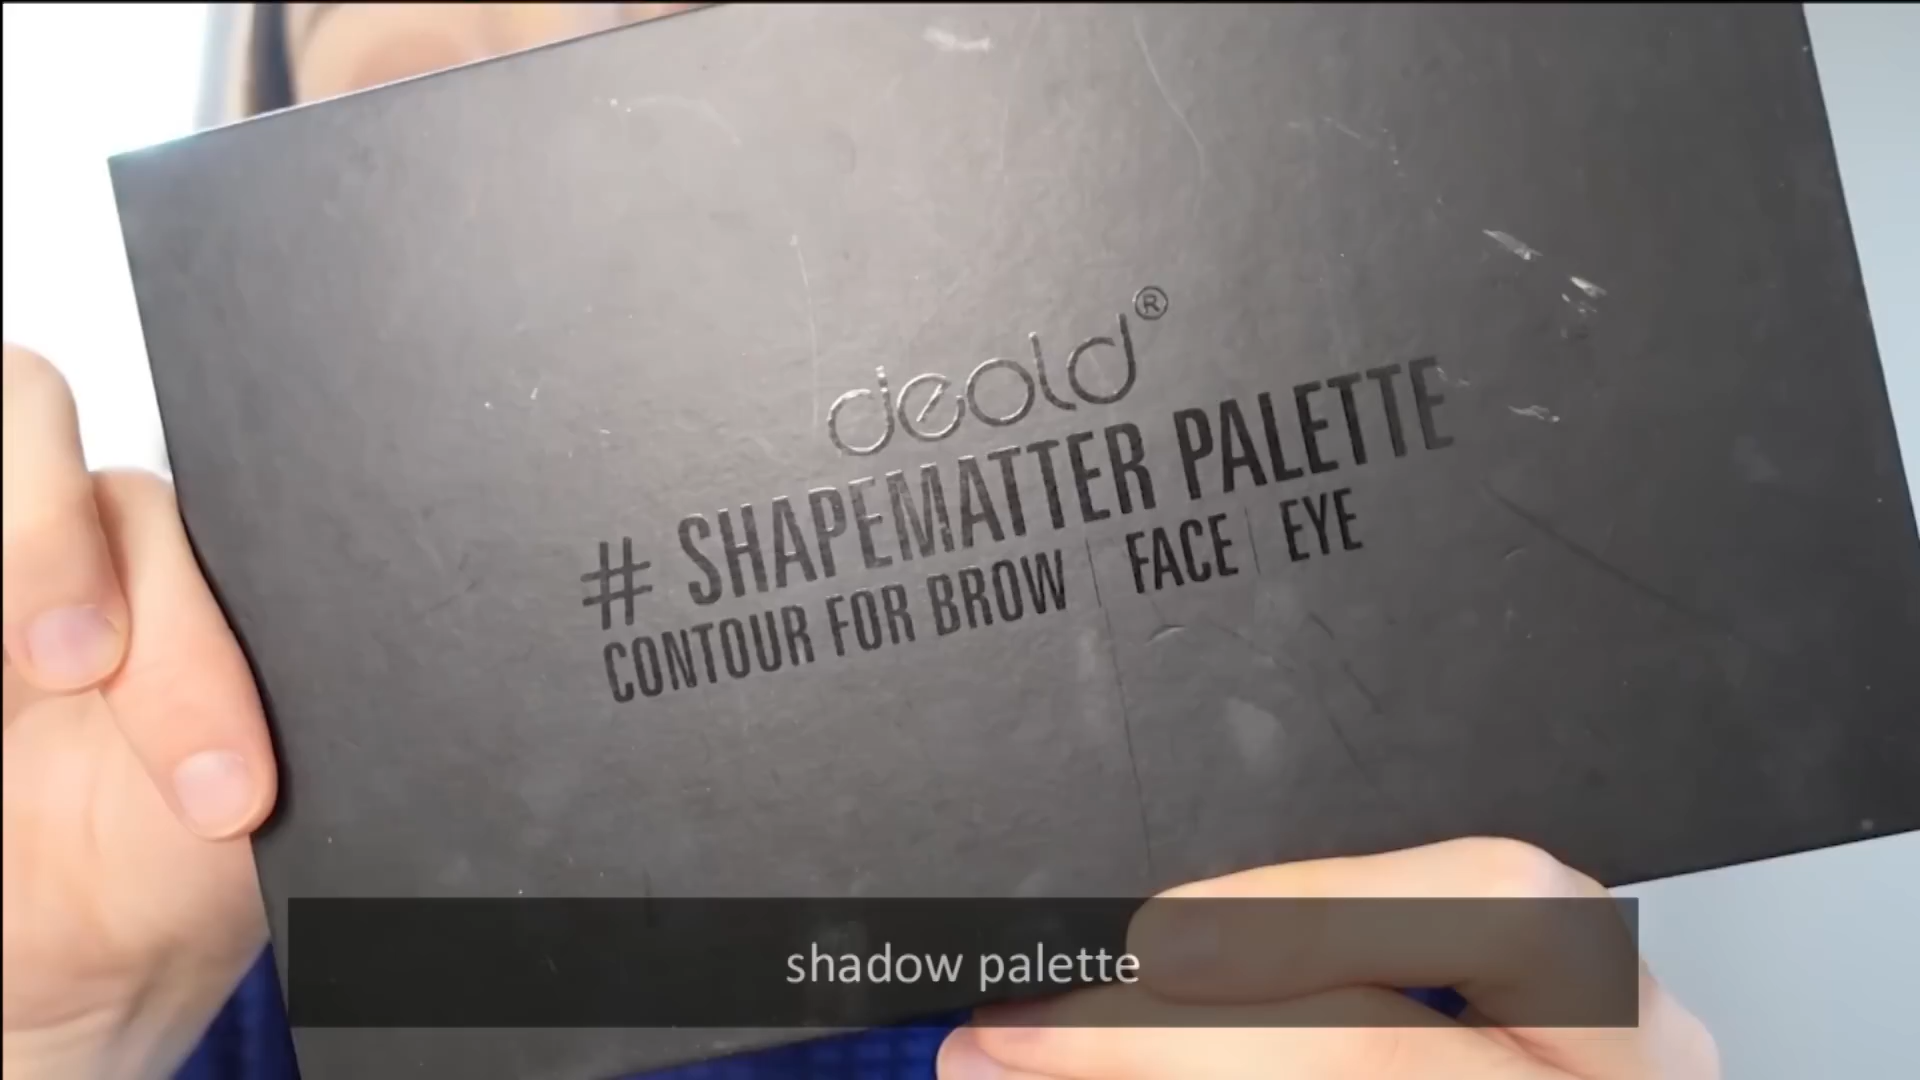 deold®
# SHAPEMATTER PALETTE
CONTOUR FOR BROW | FACE | EYE
shadow palette